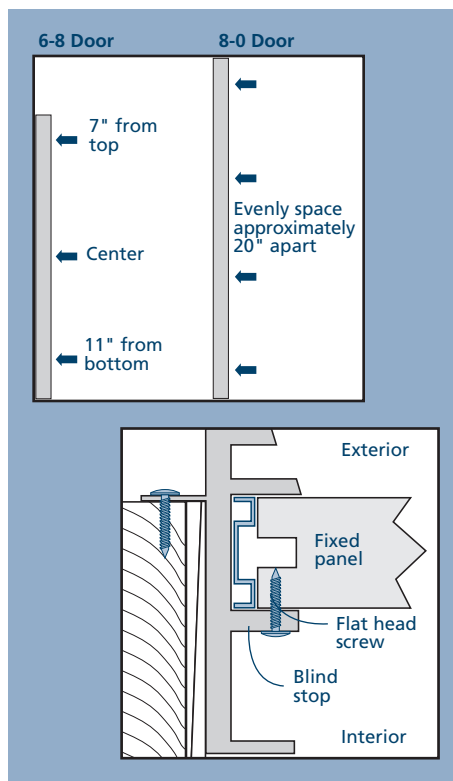 6-8 Door
8-0 Door
7" from
top
Center
11" from
bottom
Evenly space
approximately
20" apart
Exterior
Fixed
panel
Flat head
screw
Blind
stop
Interior